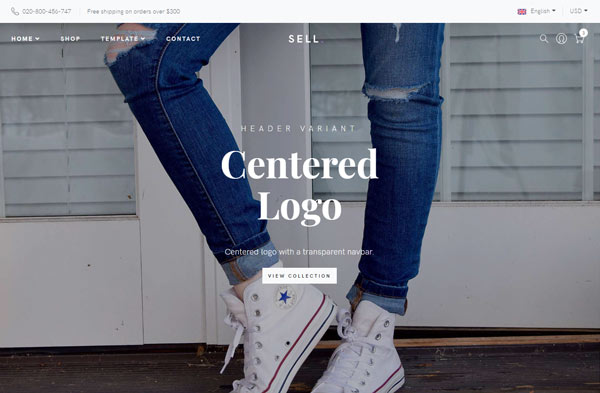 020-800-456-747 Free shipping on orders over $300 English USD
HOME SHOP TEMPLATE CONTACT SELL.
HEADER VARIANT
Centered
Logo
Centered logo with a transparent navbar.
VIEW COLLECTION